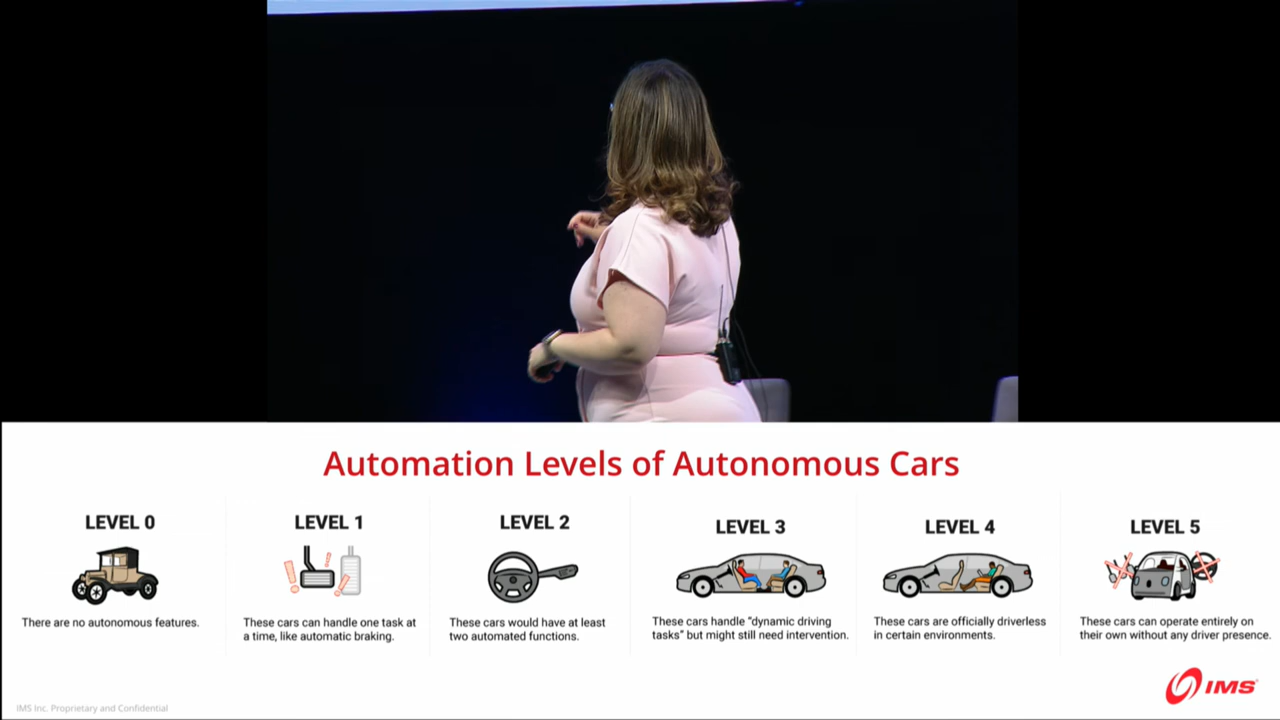 Automation Levels of Autonomous Cars
LEVEL 0
There are no autonomous features.
LEVEL 1
These cars can handle one task at
a time, like automatic braking.
LEVEL 2
These cars would have at least
two automated functions.
LEVEL 3
These cars handle “dynamic driving
tasks” but might still need intervention.
LEVEL 4
These cars are officially driverless
in certain environments.
LEVEL 5
These cars can operate entirely on
their own without any driver presence.
IMS
IMS Inc. Proprietary and Confidential